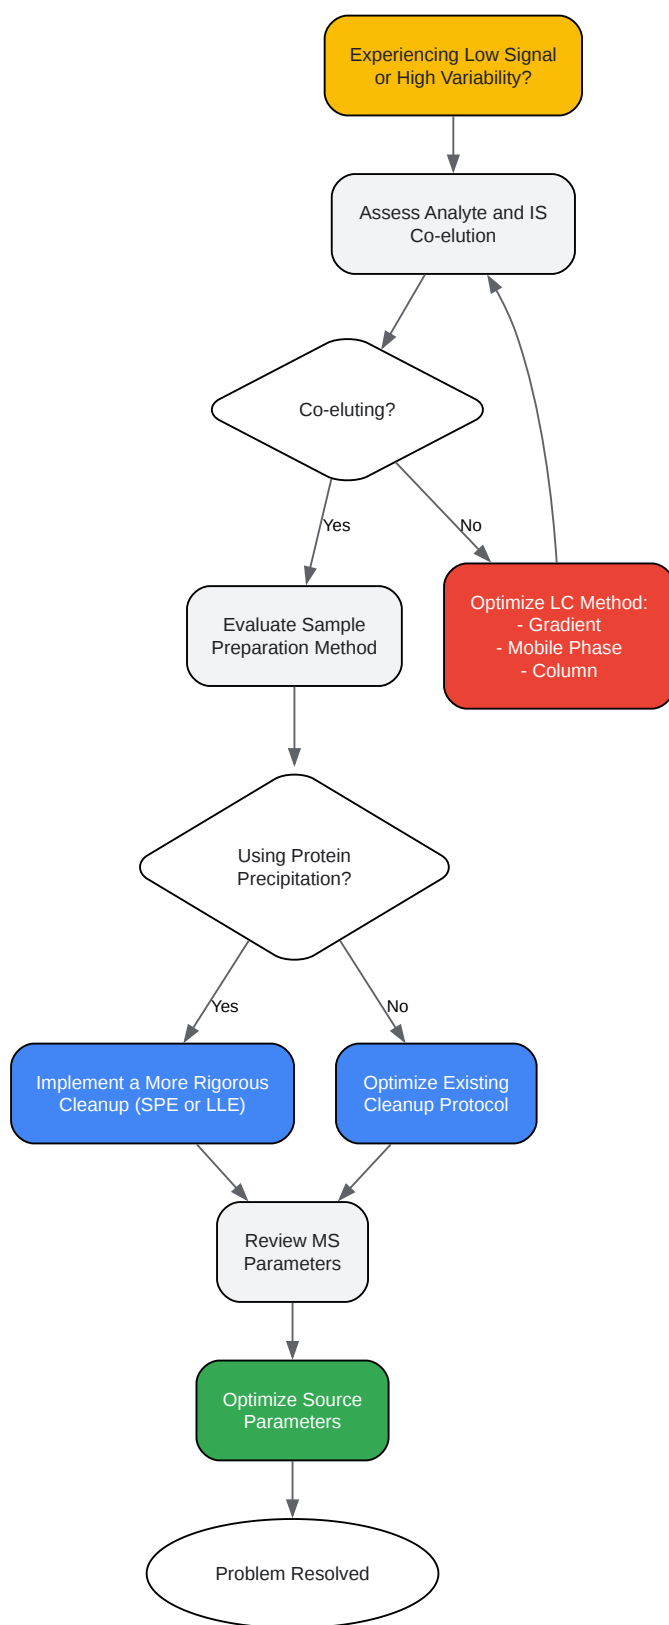 Experiencing Low Signal
or High Variability?
Assess Analyte and IS
Co-elution
Co-eluting?
Yes
No
Evaluate Sample
Preparation Method
Optimize LC Method:
- Gradient
- Mobile Phase
- Column
Using Protein
Precipitation?
Yes
No
Implement a More Rigorous
Cleanup (SPE or LLE)
Optimize Existing
Cleanup Protocol
Review MS
Parameters
Optimize Source
Parameters
Problem Resolved